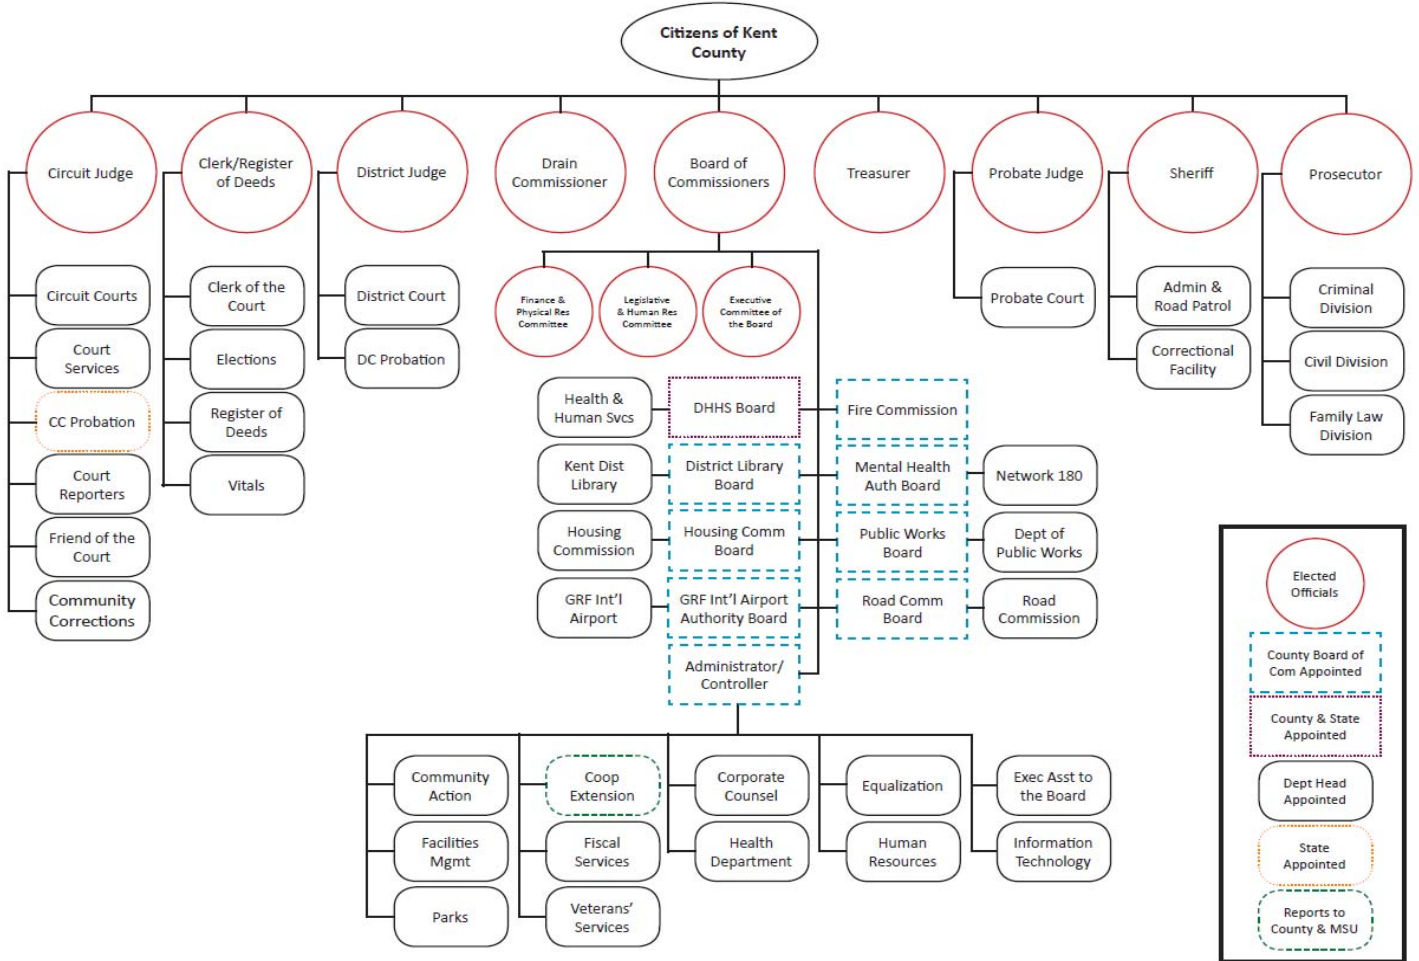 Citizens of Kent
County
Circuit Judge
Clerk/Register
of Deeds
District Judge
Drain
Commissioner
Board of
Commissioners
Treasurer
Probate Judge
Sheriff
Prosecutor
Circuit Courts
Court
Services
CC Probation
Court
Reporters
Friend of the
Court
Community
Corrections
Clerk of the
Court
Elections
Register of
Deeds
Vitals
District Court
DC Probation
Finance &
Physical Res
Committee
Legislative
& Human Res
Committee
Executive
Committee of
the Board
Probate Court
Admin &
Road Patrol
Correctional
Facility
Criminal
Division
Civil Division
Family Law
Division
Health &
Human Svcs
DHHS Board
Fire Commission
Kent Dist
Library
District Library
Board
Mental Health
Auth Board
Network 180
Housing
Commission
Housing Comm
Board
Public Works
Board
Dept of
Public Works
GRF Int'l
Airport
GRF Int'l Airport
Authority Board
Road Comm
Board
Road
Commission
Administrator/
Controller
Community
Action
Coop
Extension
Corporate
Counsel
Equalization
Exec Asst to
the Board
Facilities
Mgmt
Fiscal
Services
Health
Department
Human
Resources
Information
Technology
Parks
Veterans'
Services
Elected
Officials
County Board of
Com Appointed
County & State
Appointed
Dept Head
Appointed
State
Appointed
Reports to
County & MSU